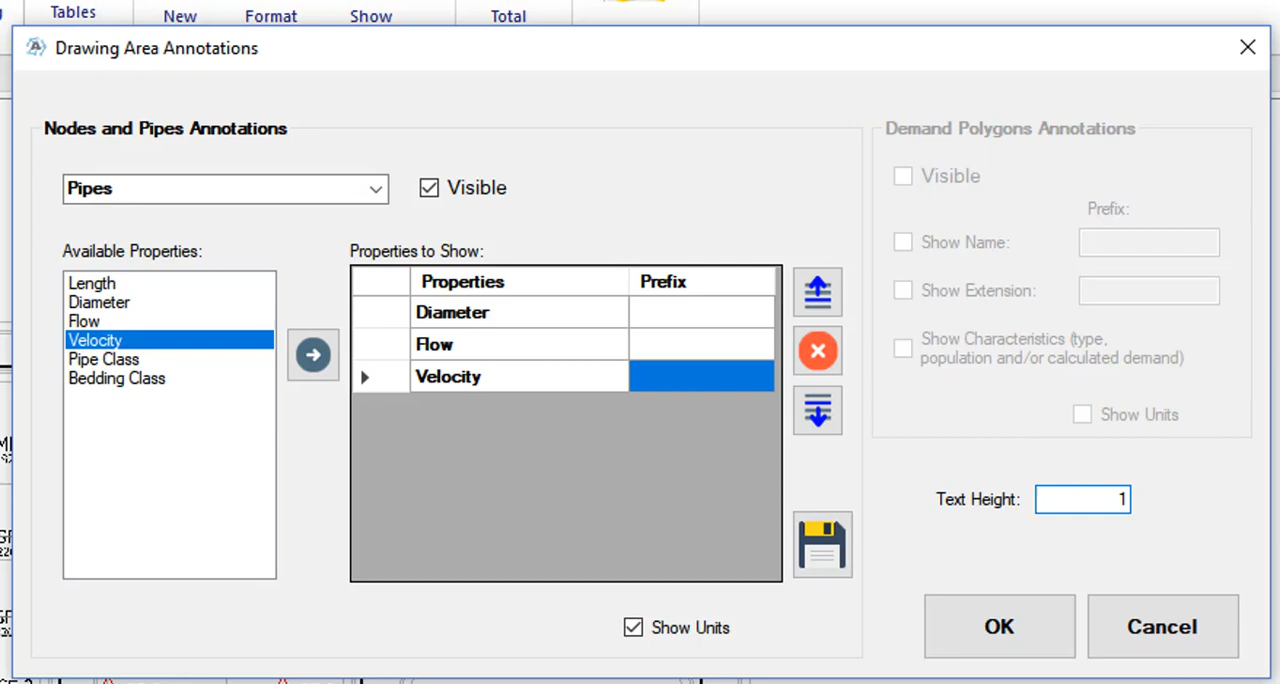 Tables
New Format Show Total
Drawing Area Annotations
Nodes and Pipes Annotations
Pipes
Visible
Available Properties:
Length
Diameter
Flow
Velocity
Pipe Class
Bedding Class
Properties to Show:
Properties Prefix
Diameter
Flow
Velocity
Show Units
Demand Polygons Annotations
Visible
Prefix:
Show Name:
Show Extension:
Show Characteristics (type,
population and/or calculated demand)
Show Units
Text Height: 1
OK Cancel